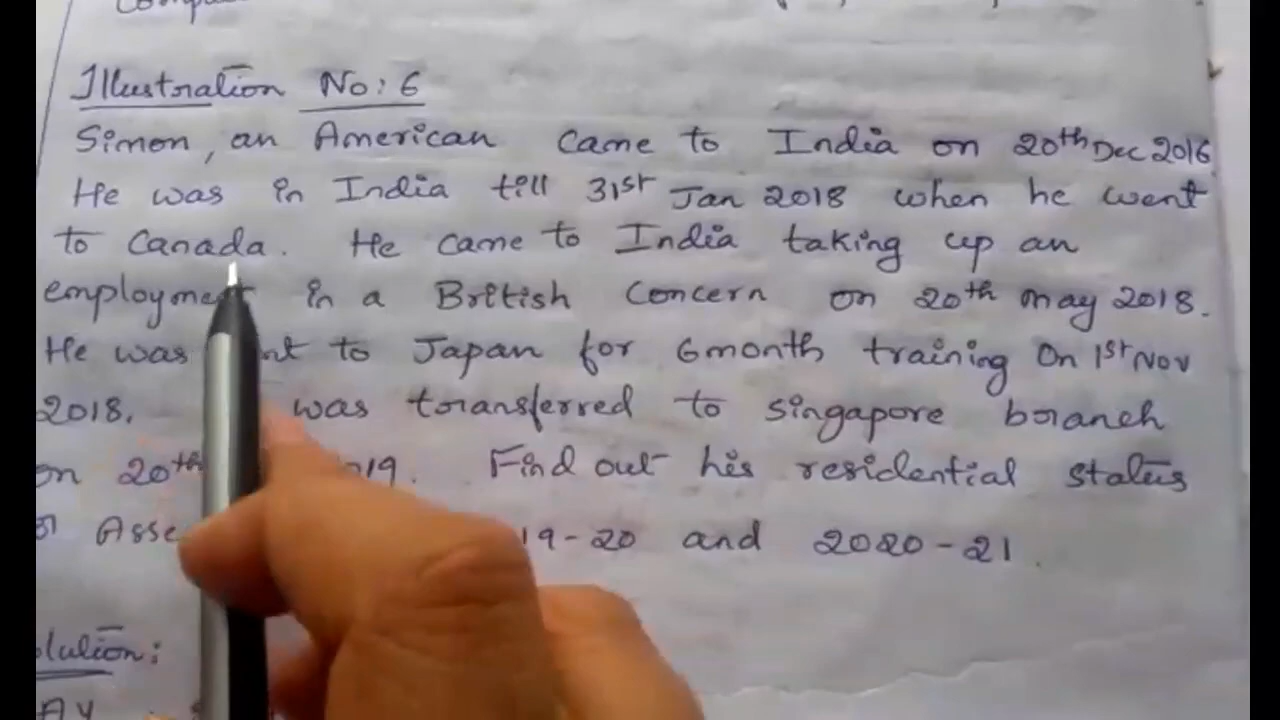 Illustration No: 6
Simon, an American came to India on 20th Dec 2016
He was in India till 31st Jan 2018 when he went
to Canada. He came to India taking up an
employment in a British Concern on 20th may 2018.
He was to Japan for 6month training On 1st Nov
2018. was transferred to singapore branch
on 20th 2019. Find out his residential status
19-20 and 2020-21.